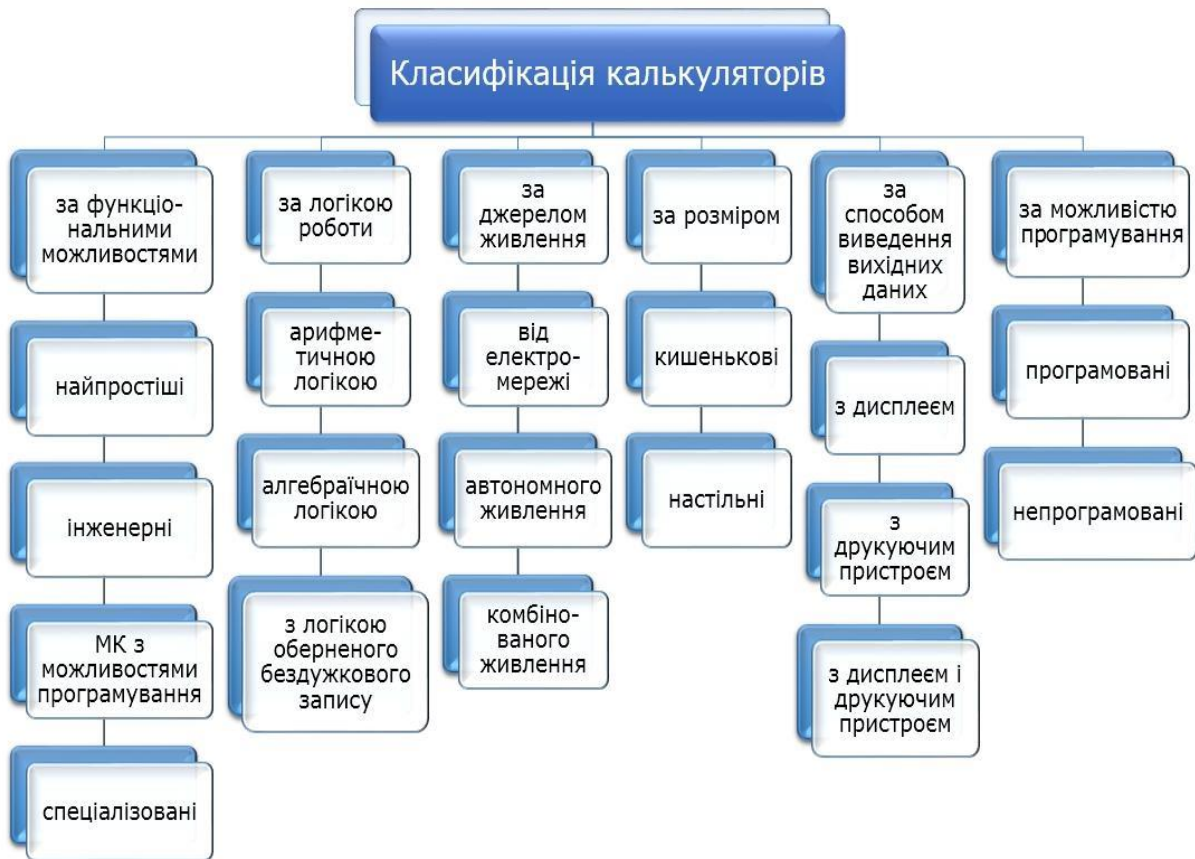 Класифікація калькуляторів
за функціо-
нальними
можливостями
найпростіші
інженерні
МК з
можливостями
програмування
спеціалізовані
за логікою
роботи
арифме-
тичною
логікою
алгебраїчною
логікою
з логікою
оберненого
бездужкового
запису
за
джерелом
живлення
від
електро-
мережі
автономного
живлення
комбіно-
ваного
живлення
за розміром
кишенькові
настільні
за
способом
виведення
вихідних
даних
з дисплеєм
з
друкуючим
пристроєм
з дисплеєм і
друкуючим
пристроєм
за можливістю
програмування
програмовані
непрограмовані